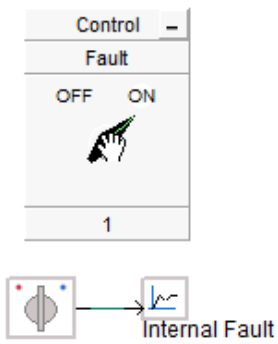 Control –
Fault
OFF ON
1
Internal Fault